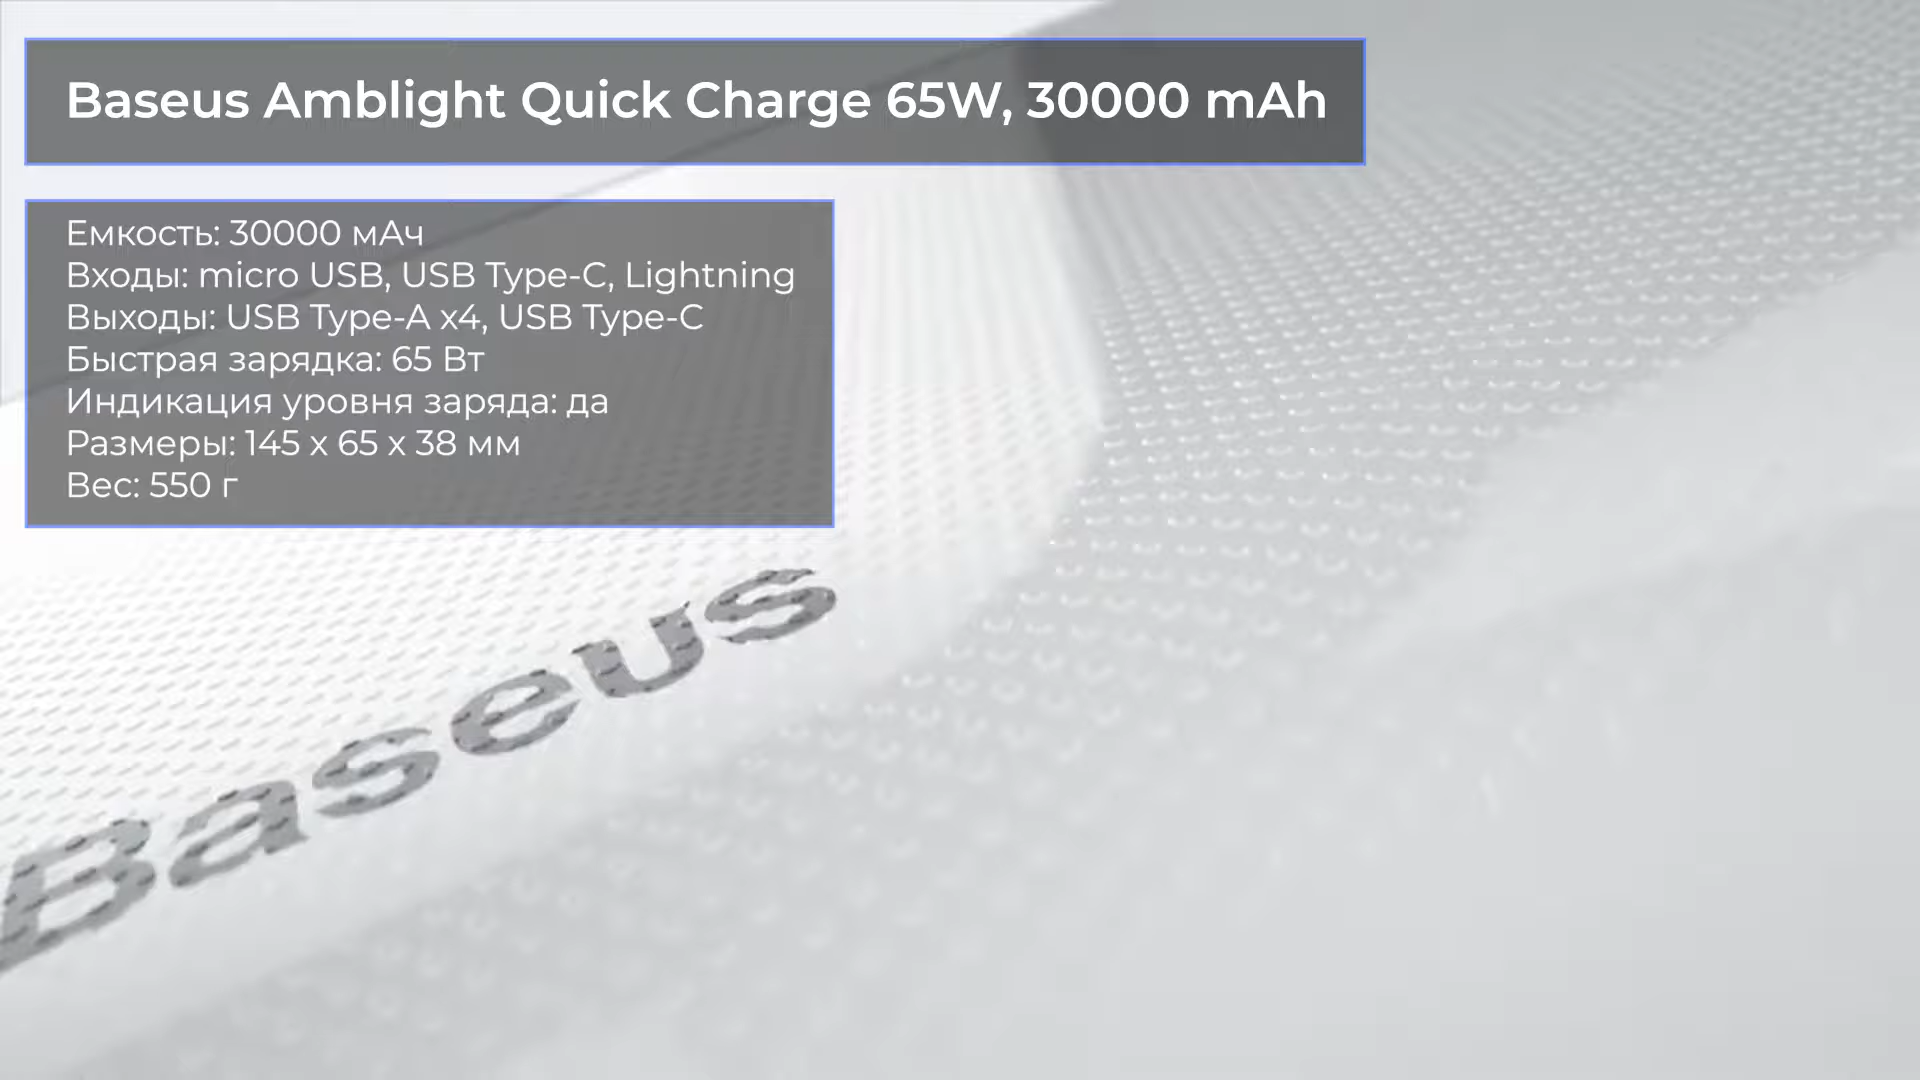 Baseus Amblight Quick Charge 65W, 30000 mAh
Емкость: 30000 мАч
Входы: micro USB, USB Type-C, Lightning
Выходы: USB Type-A x4, USB Type-C
Быстрая зарядка: 65 Вт
Индикация уровня заряда: да
Размеры: 145 x 65 x 38 мм
Вес: 550 г
Baseus